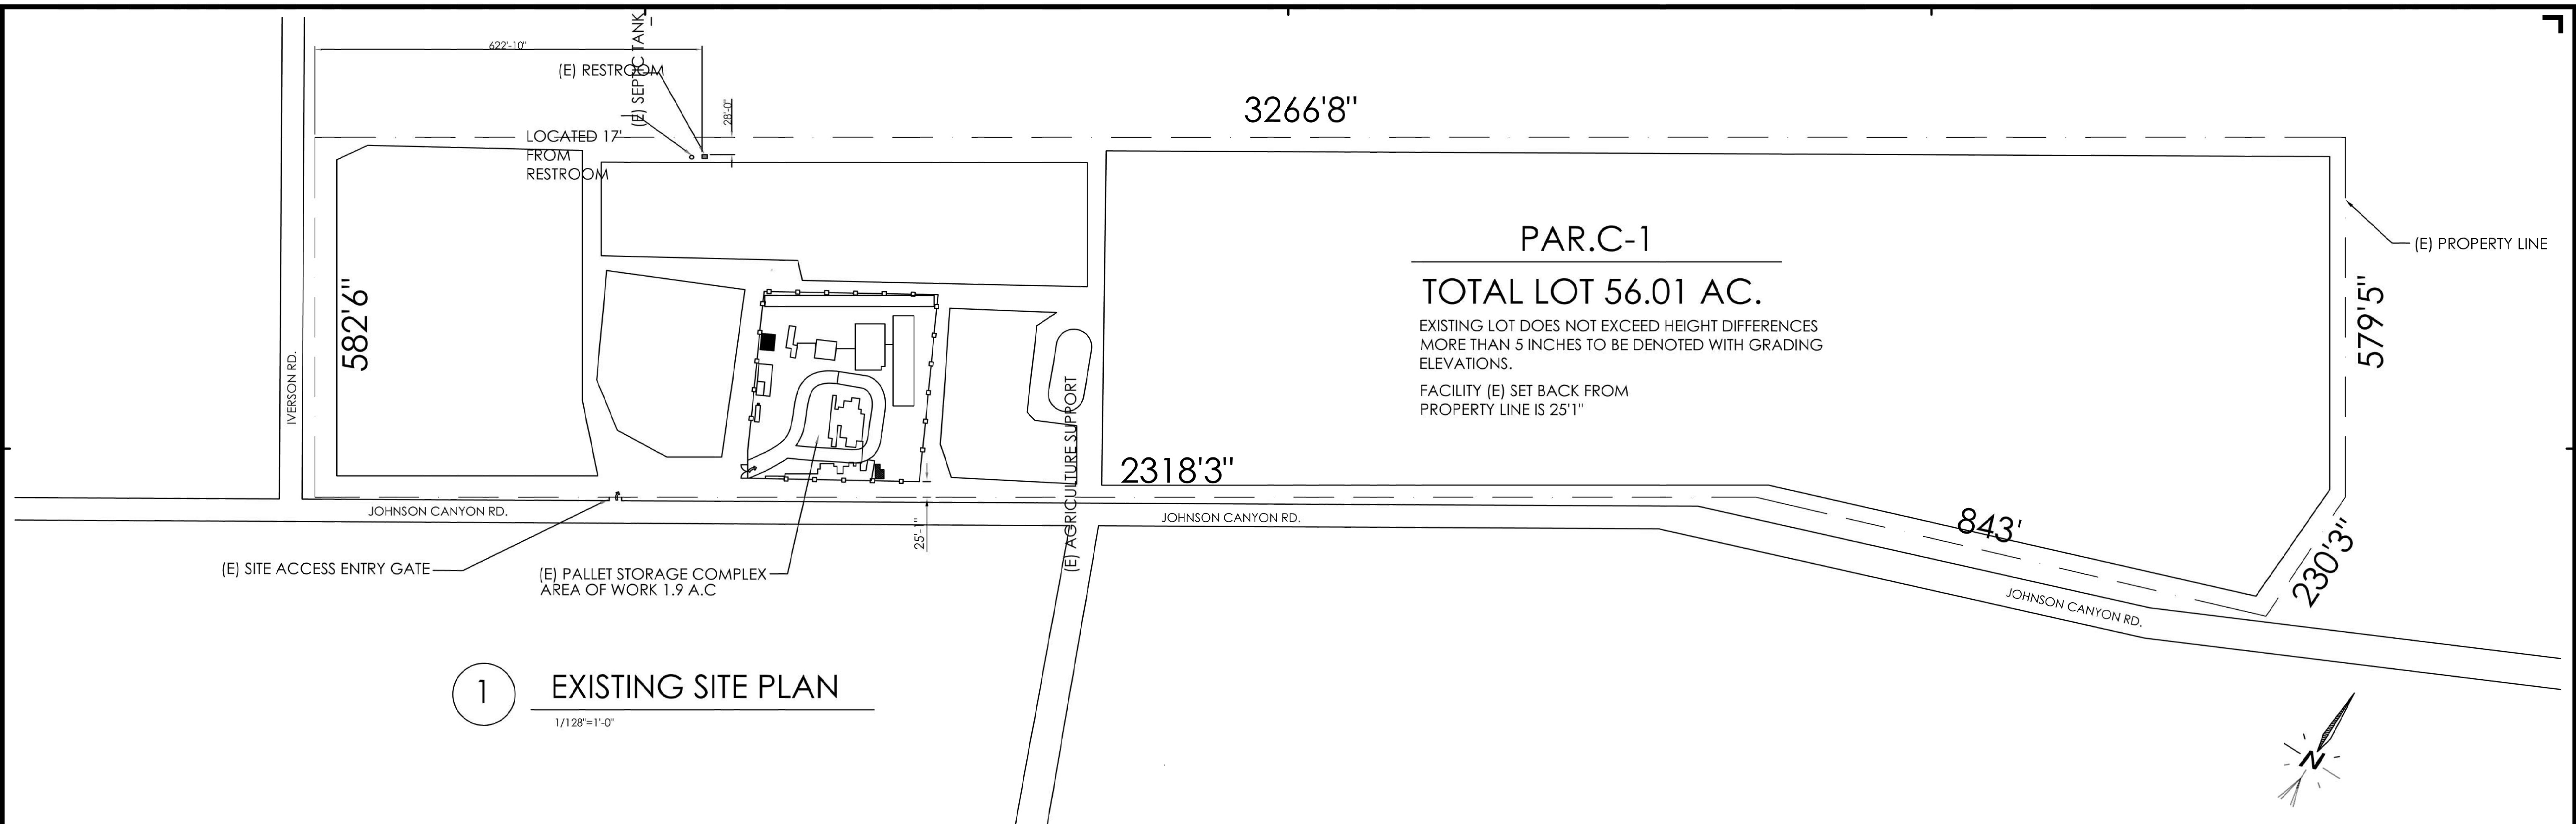 622'-10"
(E) SEPTIC TANK
(E) RESTROOM
28'-0"
LOCATED 17'
FROM
RESTROOM
3266'8"
PAR.C-1
TOTAL LOT 56.01 AC.
EXISTING LOT DOES NOT EXCEED HEIGHT DIFFERENCES
MORE THAN 5 INCHES TO BE DENOTED WITH GRADING
ELEVATIONS.
FACILITY (E) SET BACK FROM
PROPERTY LINE IS 25'1"
(E) PROPERTY LINE
579'5"
582'6"
IVERSON RD.
2318'3"
(E) AGRICULTURE SUPPORT
JOHNSON CANYON RD.
JOHNSON CANYON RD.
843'
230'3"
JOHNSON CANYON RD.
25'-1"
(E) SITE ACCESS ENTRY GATE
(E) PALLET STORAGE COMPLEX
AREA OF WORK 1.9 A.C
1
EXISTING SITE PLAN
1/128"=1'-0"
N